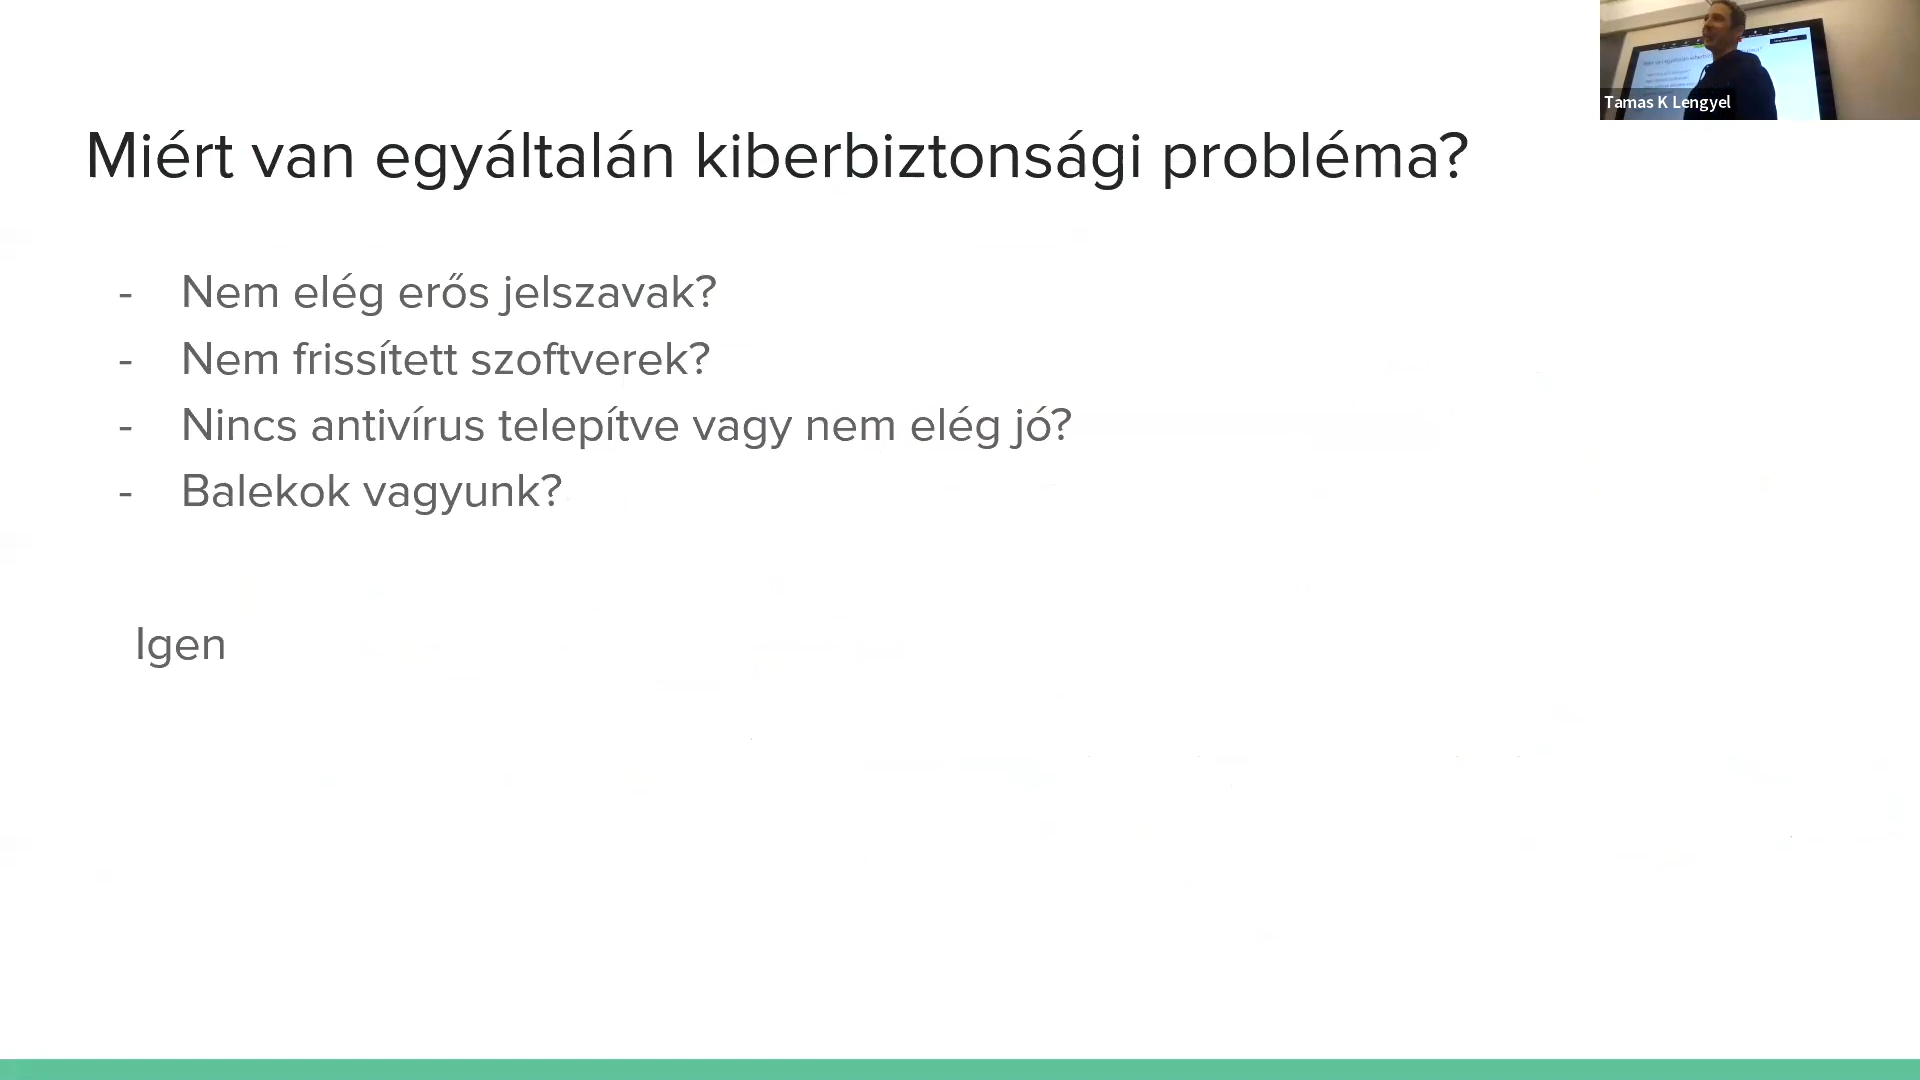 Tamas K Lengyel
Miért van egyáltalán kiberbiztonsági probléma?
- Nem elég erős jelszavak?
- Nem frissített szoftverek?
- Nincs antivírus telepítve vagy nem elég jó?
- Balekok vagyunk?
Igen